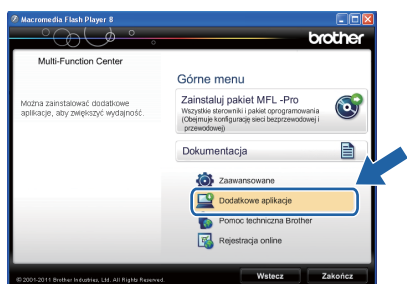 Macromedia Flash Player 8
brother
Multi-Function Center
Można zainstalować dodatkowe
aplikacje, aby zwiększyć wydajność.
Górne menu
Zainstaluj pakiet MFL -Pro
Wszystkie sterowniki i pakiet oprogramowania
(Obejmuje konfigurację sieci bezprzewodowej i
przewodowej)
Dokumentacja
Zaawansowane
Dodatkowe aplikacje
Pomoc techniczna Brother
Rejestracja online
© 2001-2011 Brother Industries, Ltd. All Rights Reserved.
Wstecz
Zakończ